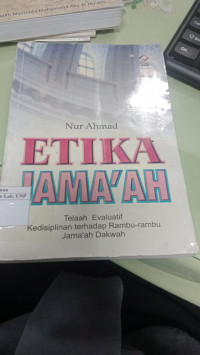 Nur Ahmad
ETIKA
JAMA'AH
Telaah Evaluatif
Kedisiplinan terhadap Rambu-rambu
Jama'ah Dakwah